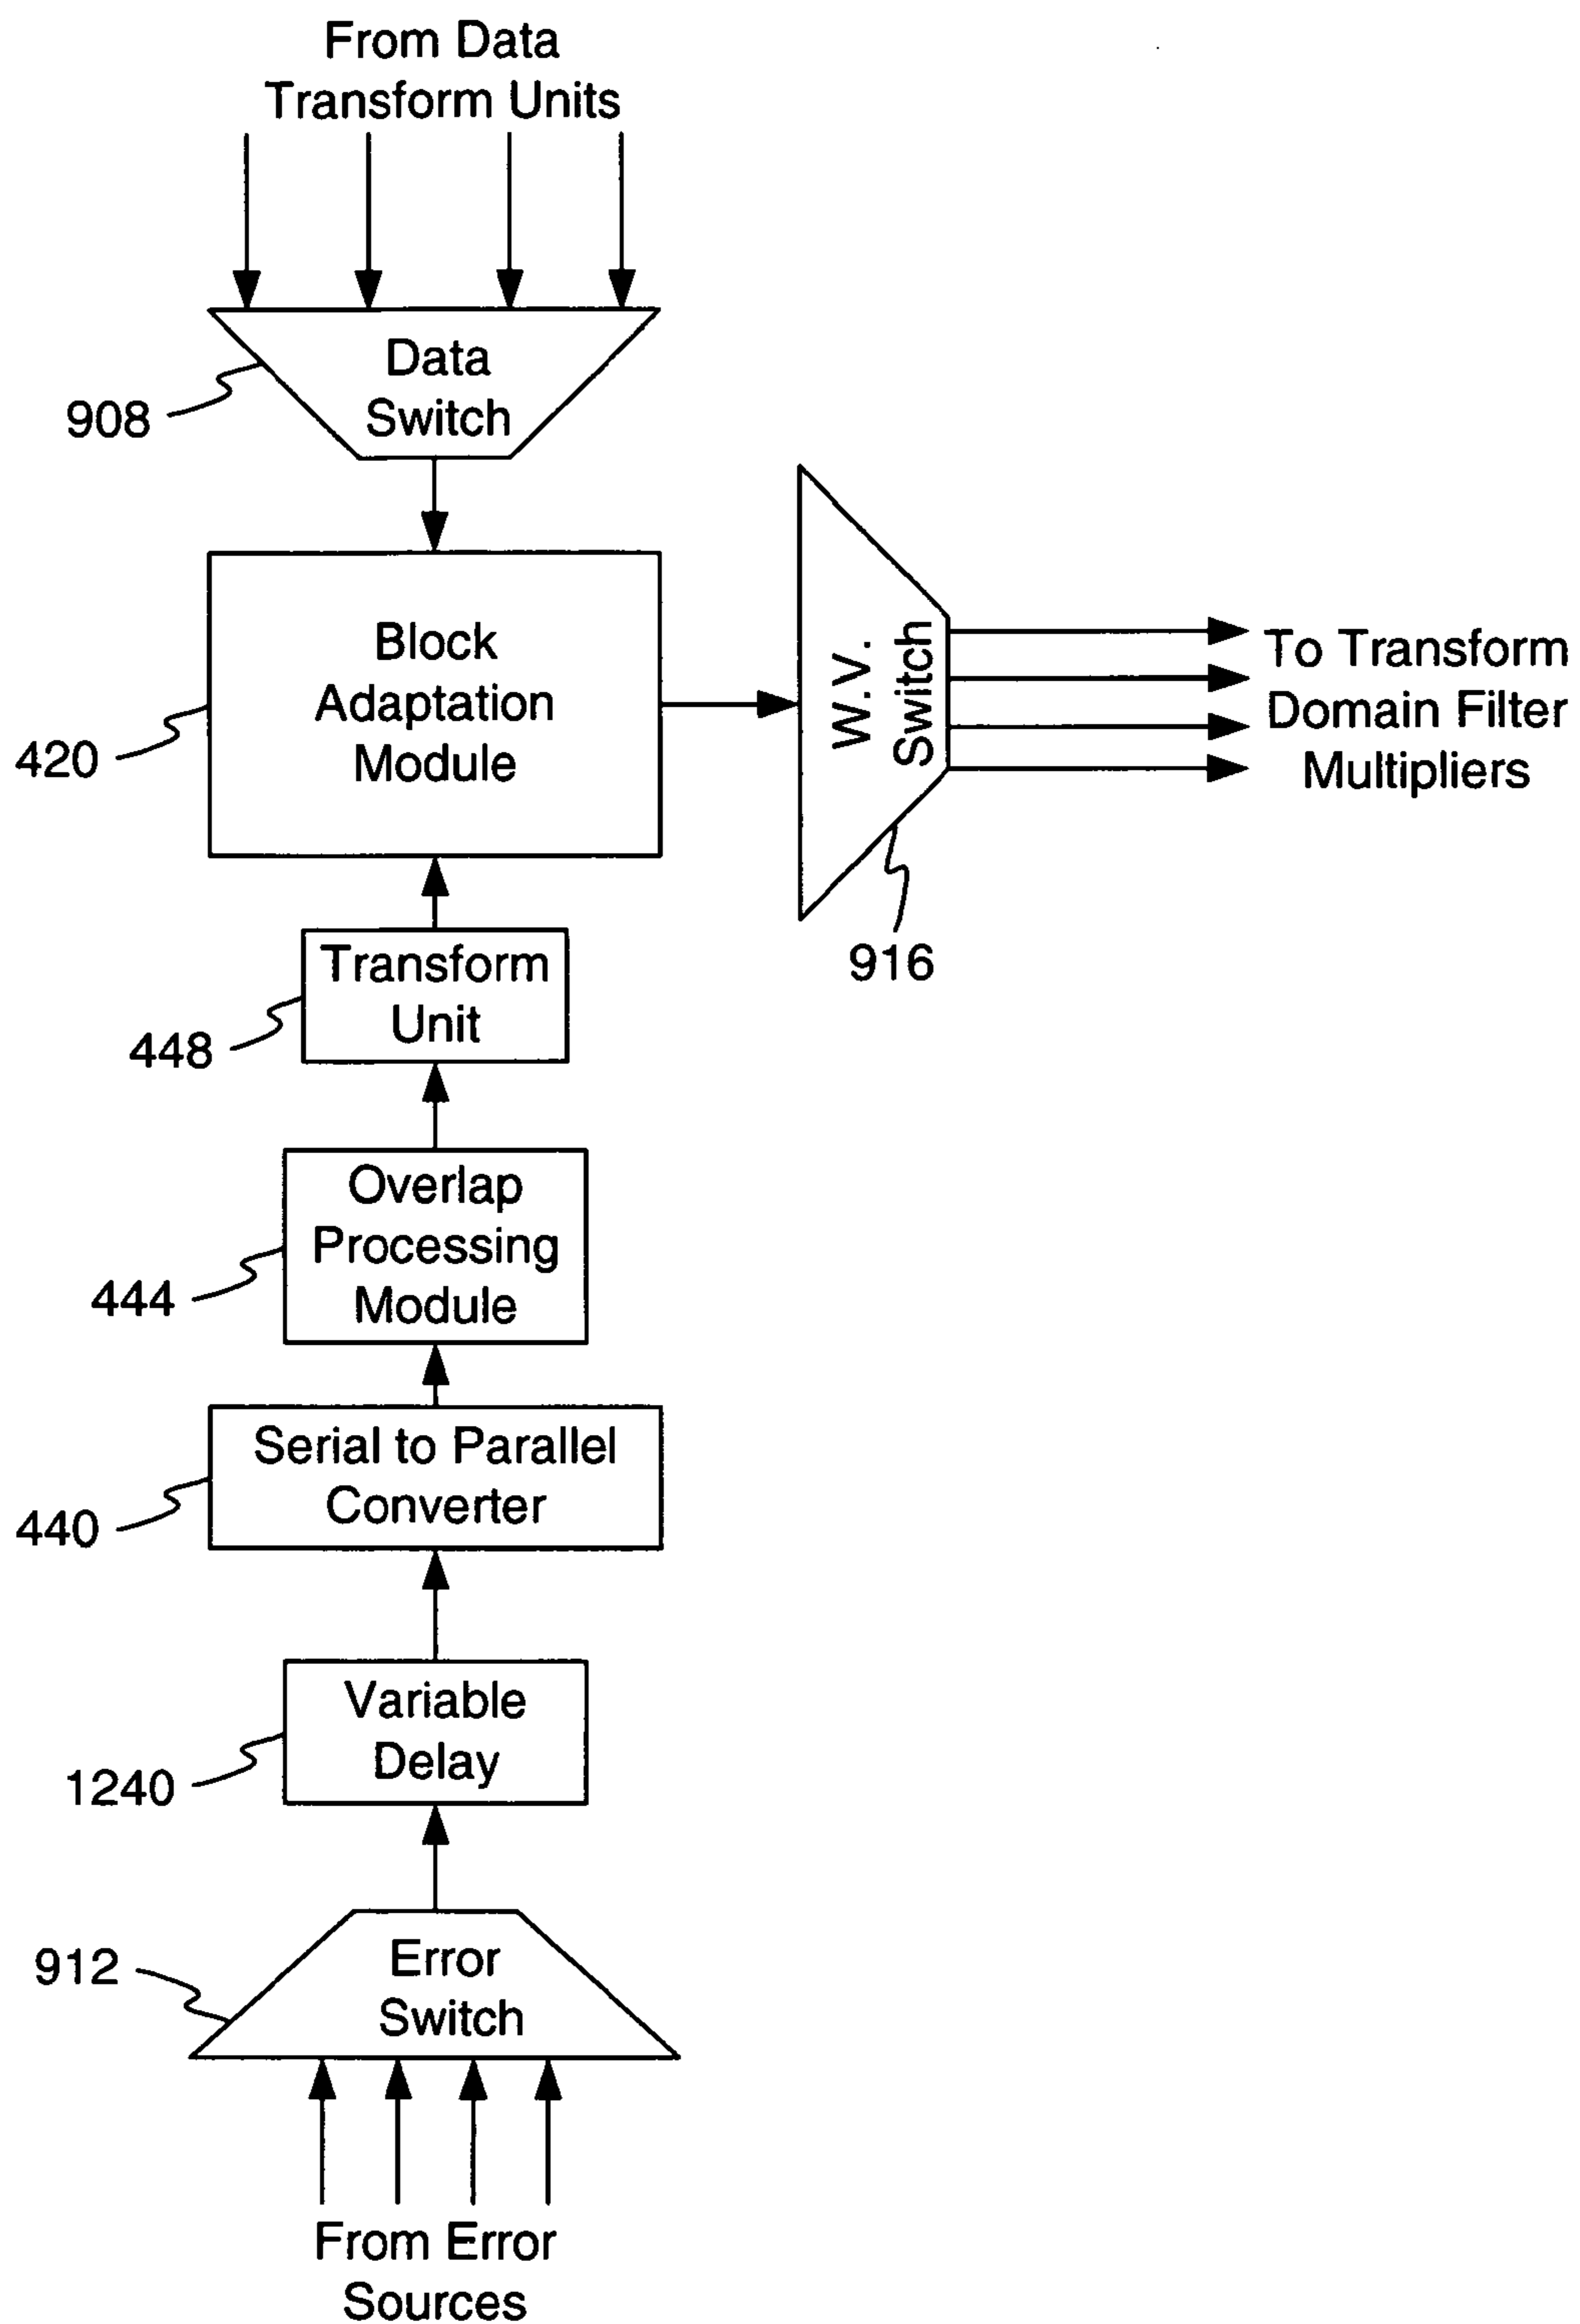 From Data
Transform Units
Data
Switch
908
Block
Adaptation
Module
420
W.V.
Switch
To Transform
Domain Filter
Multipliers
916
Transform
Unit
448
Overlap
Processing
Module
444
Serial to Parallel
Converter
440
Variable
Delay
1240
Error
Switch
912
From Error
Sources